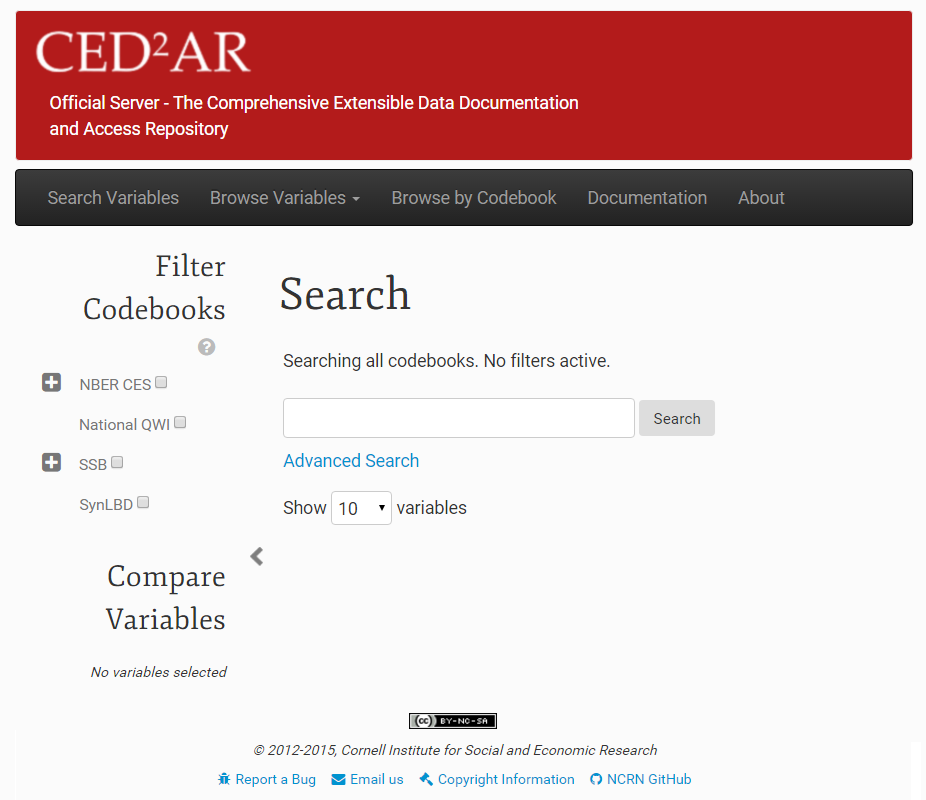 CED²AR
Official Server - The Comprehensive Extensible Data Documentation
and Access Repository
Search Variables Browse Variables Browse by Codebook Documentation About
Filter
Codebooks
?
NBER CES
National QWI
SSB
SynLBD
Compare
Variables
No variables selected
Search
Searching all codebooks. No filters active.
Search
Advanced Search
Show 10 variables
cc BY-NC-SA
© 2012-2015, Cornell Institute for Social and Economic Research
Report a Bug Email us Copyright Information NCRN GitHub